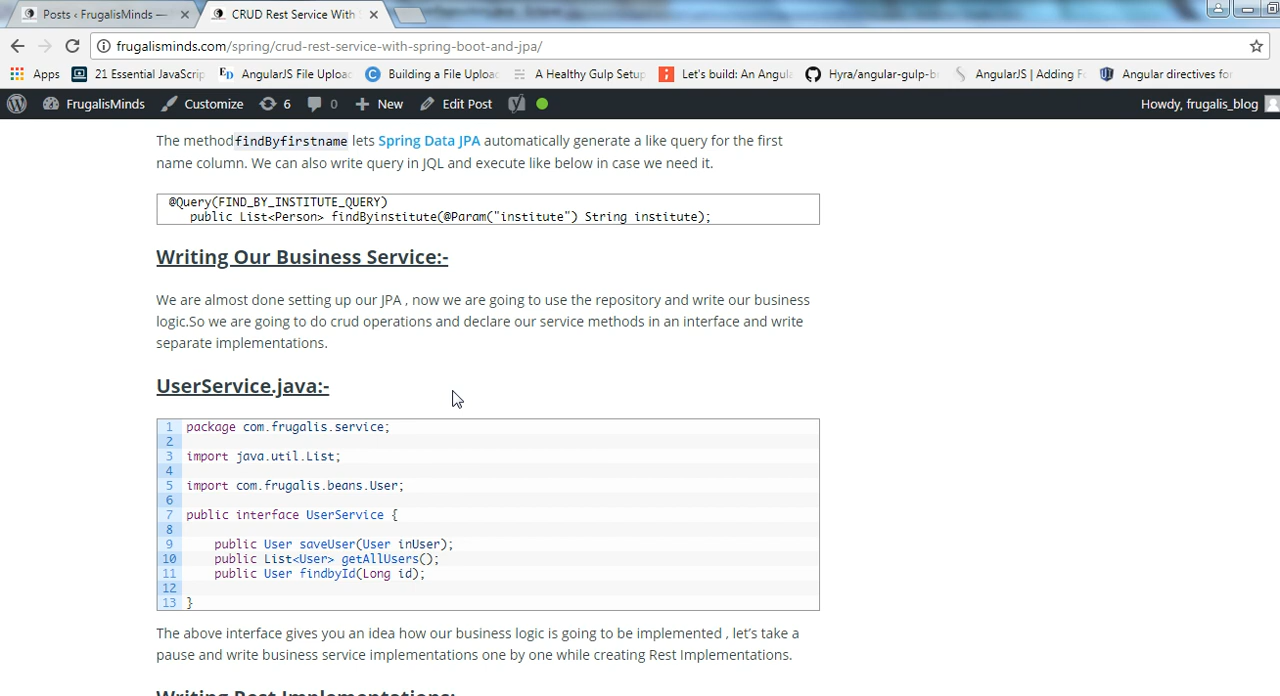 Posts ‹ FrugalisMinds —
CRUD Rest Service With
frugalisminds.com/spring/crud-rest-service-with-spring-boot-and-jpa/
Apps 21 Essential JavaScrip AngularJS File Uploa Building a File Uploa A Healthy Gulp Setup Let's build: An Angul Hyra/angular-gulp- AngularJS | Adding F Angular directives for
FrugalisMinds Customize 6 0 New Edit Post Howdy, frugalis_blog
The method findByfirstname lets Spring Data JPA automatically generate a like query for the first
name column. We can also write query in JQL and execute like below in case we need it.
@Query(FIND_BY_INSTITUTE_QUERY)
public List<Person> findByinstitute(@Param("institute") String institute);
Writing Our Business Service:-
We are almost done setting up our JPA , now we are going to use the repository and write our business
logic.So we are going to do crud operations and declare our service methods in an interface and write
separate implementations.
UserService.java:-
1 package com.frugalis.service;
2
3 import java.util.List;
4
5 import com.frugalis.beans.User;
6
7 public interface UserService {
8
9 public User saveUser(User inUser);
10 public List<User> getAllUsers();
11 public User findbyId(Long id);
12
13 }
The above interface gives you an idea how our business logic is going to be implemented , let's take a
pause and write business service implementations one by one while creating Rest Implementations.
Writing Rest Implementations: